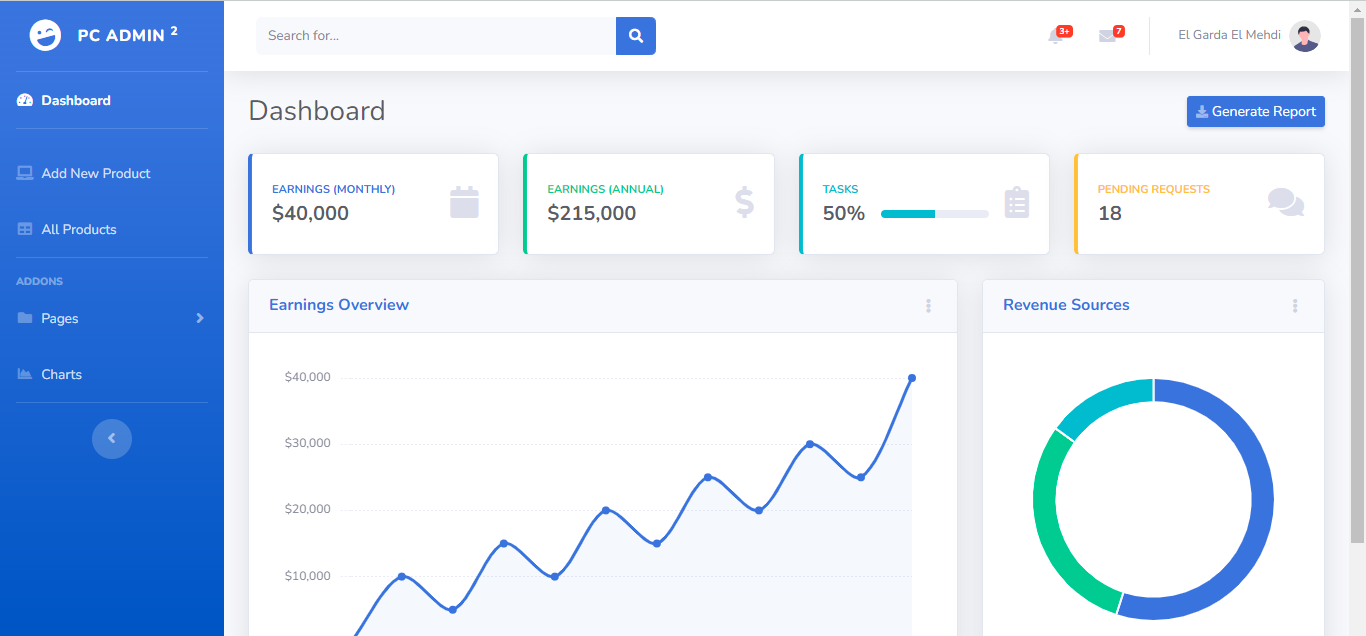 PC ADMIN 2
Dashboard
Add New Product
All Products
ADDONS
Pages
Charts
Search for...
3+
7
El Garda El Mehdi
Dashboard
Generate Report
EARNINGS (MONTHLY)
$40,000
EARNINGS (ANNUAL)
$215,000
TASKS
50%
PENDING REQUESTS
18
Earnings Overview
$40,000
$30,000
$20,000
$10,000
Revenue Sources